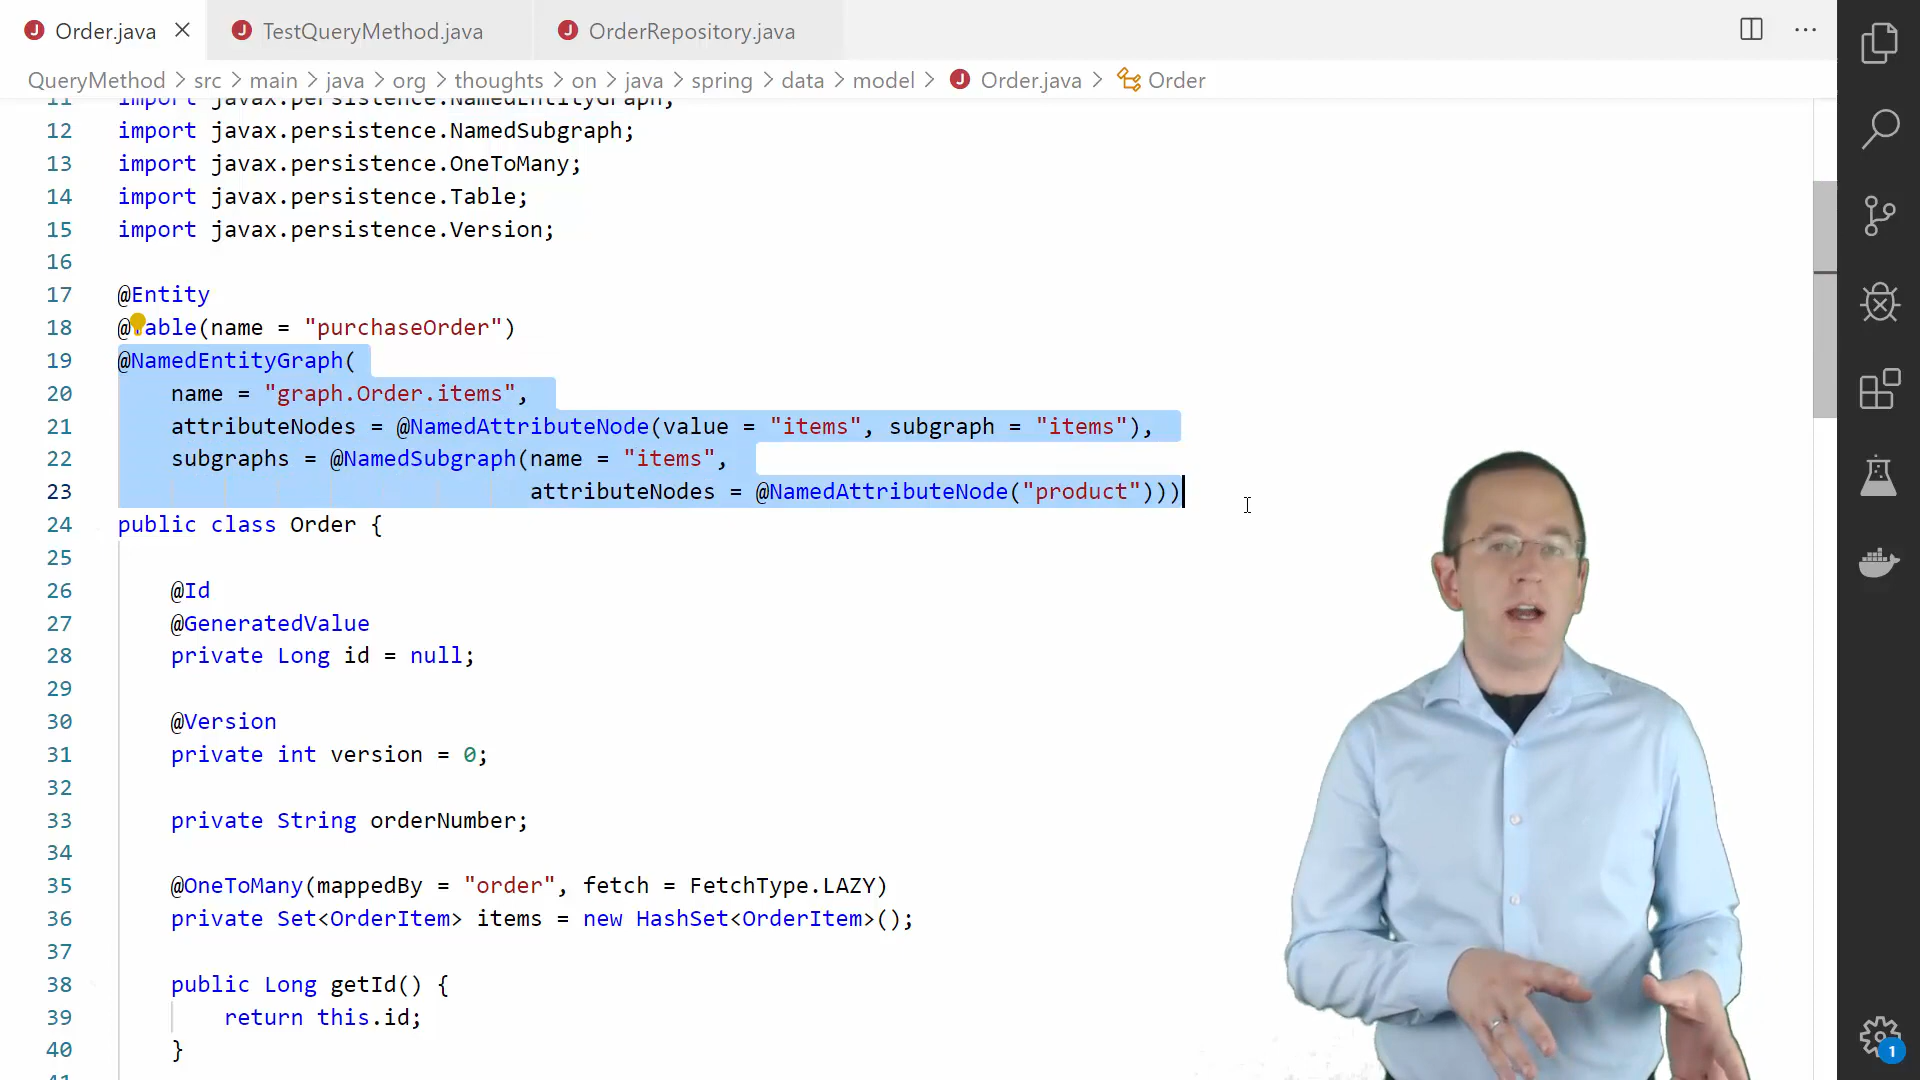 Order.java
TestQueryMethod.java
OrderRepository.java
QueryMethod > src > main > java > org > thoughts > on > java > spring > data > model > Order.java > Order
11 import javax.persistence.NamedEntityGraph;
12 import javax.persistence.NamedSubgraph;
13 import javax.persistence.OneToMany;
14 import javax.persistence.Table;
15 import javax.persistence.Version;
16
17 @Entity
18 @Table(name = "purchaseOrder")
19 @NamedEntityGraph(
20 name = "graph.Order.items",
21 attributeNodes = @NamedAttributeNode(value = "items", subgraph = "items"),
22 subgraphs = @NamedSubgraph(name = "items",
23 attributeNodes = @NamedAttributeNode("product")))
24 public class Order {
25
26 @Id
27 @GeneratedValue
28 private Long id = null;
29
30 @Version
31 private int version = 0;
32
33 private String orderNumber;
34
35 @OneToMany(mappedBy = "order", fetch = FetchType.LAZY)
36 private Set<OrderItem> items = new HashSet<OrderItem>();
37
38 public Long getId() {
39 return this.id;
40 }
1